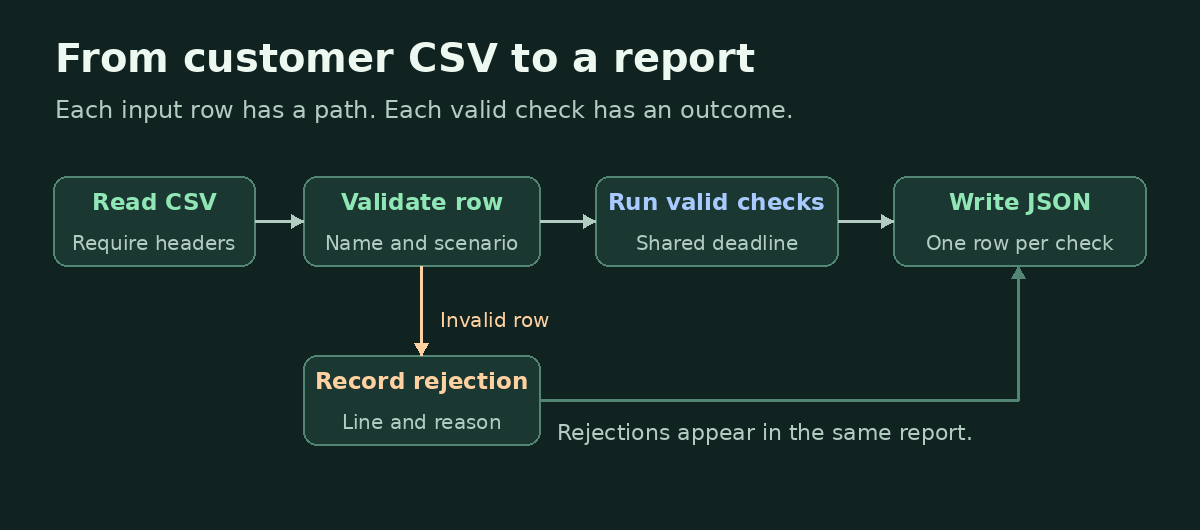 From customer CSV to a report
Each input row has a path. Each valid check has an outcome.
Read CSV
Require headers
Validate row
Name and scenario
Run valid checks
Shared deadline
Write JSON
One row per check
Invalid row
Record rejection
Line and reason
Rejections appear in the same report.